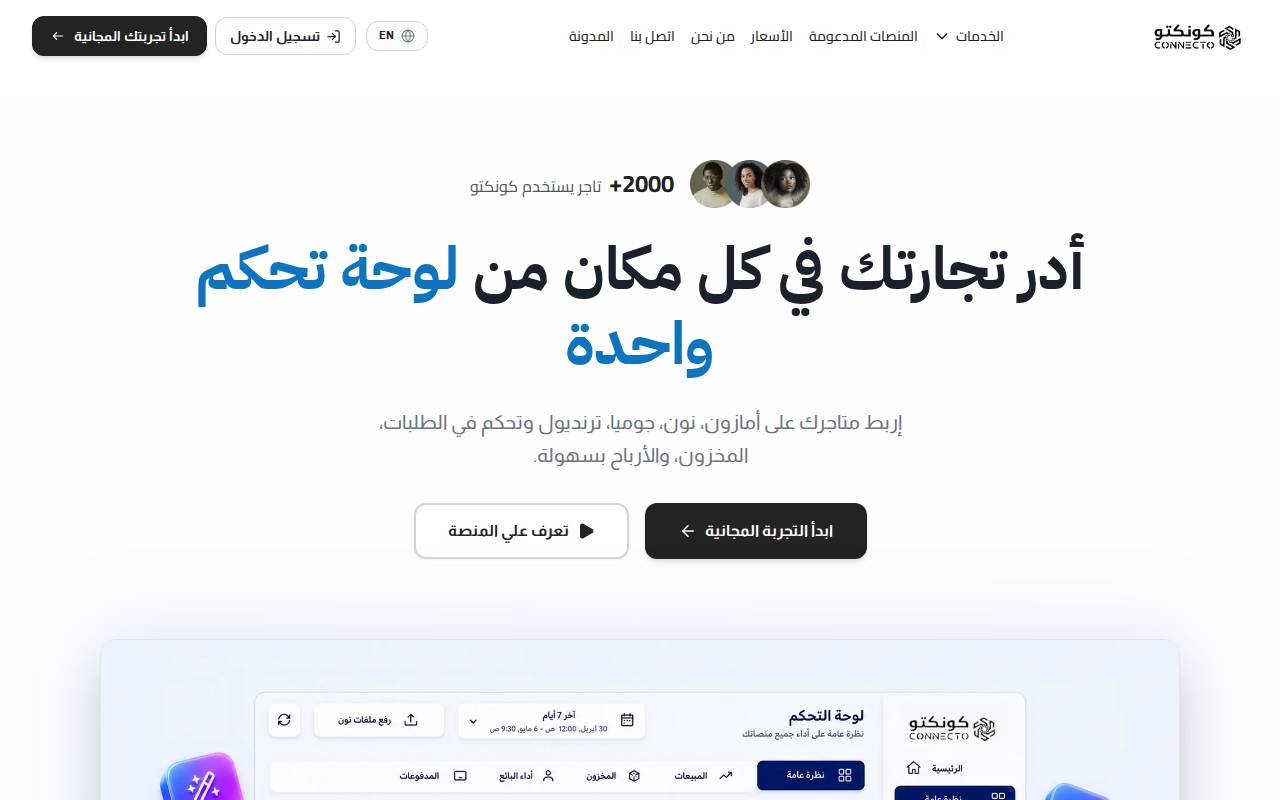 كونكتو
CONNECTO
الخدمات
المنصات المدعومة
الأسعار
من نحن
اتصل بنا
المدونة
EN
تسجيل الدخول
ابدأ تجربتك المجانية
+2000 تاجر يستخدم كونكتو
أدر تجارتك في كل مكان من لوحة تحكم
واحدة
إربط متاجرك على أمازون، نون، جوميا، ترنديول وتحكم في الطلبات،
المخزون، والأرباح بسهولة.
ابدأ التجربة المجانية
تعرف علي المنصة
كونكتو
CONNECTO
لوحة التحكم
نظرة عامة على أداء جميع منصاتك
آخر 7 أيام
30 ابريل, 12:00 ص - 6 مايو, 9:30 ص
رفع ملفات نون
الرئيسية
نظرة عامة
المبيعات
المخزون
أداء البائع
المدفوعات
نظرة عامة